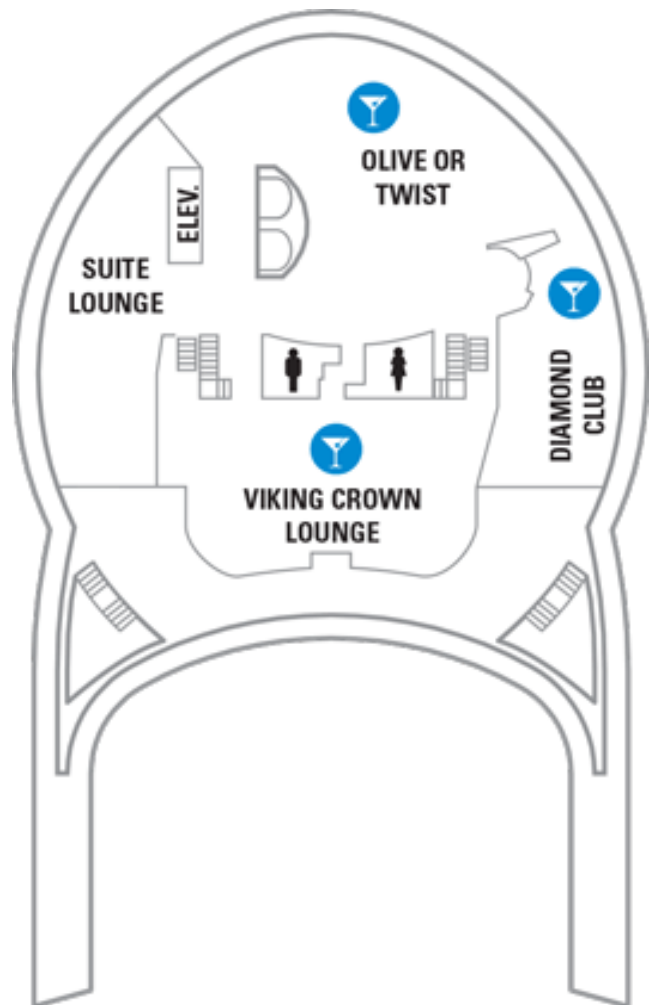 OLIVE OR
TWIST
ELEV.
SUITE
LOUNGE
DIAMOND
CLUB
VIKING CROWN
LOUNGE